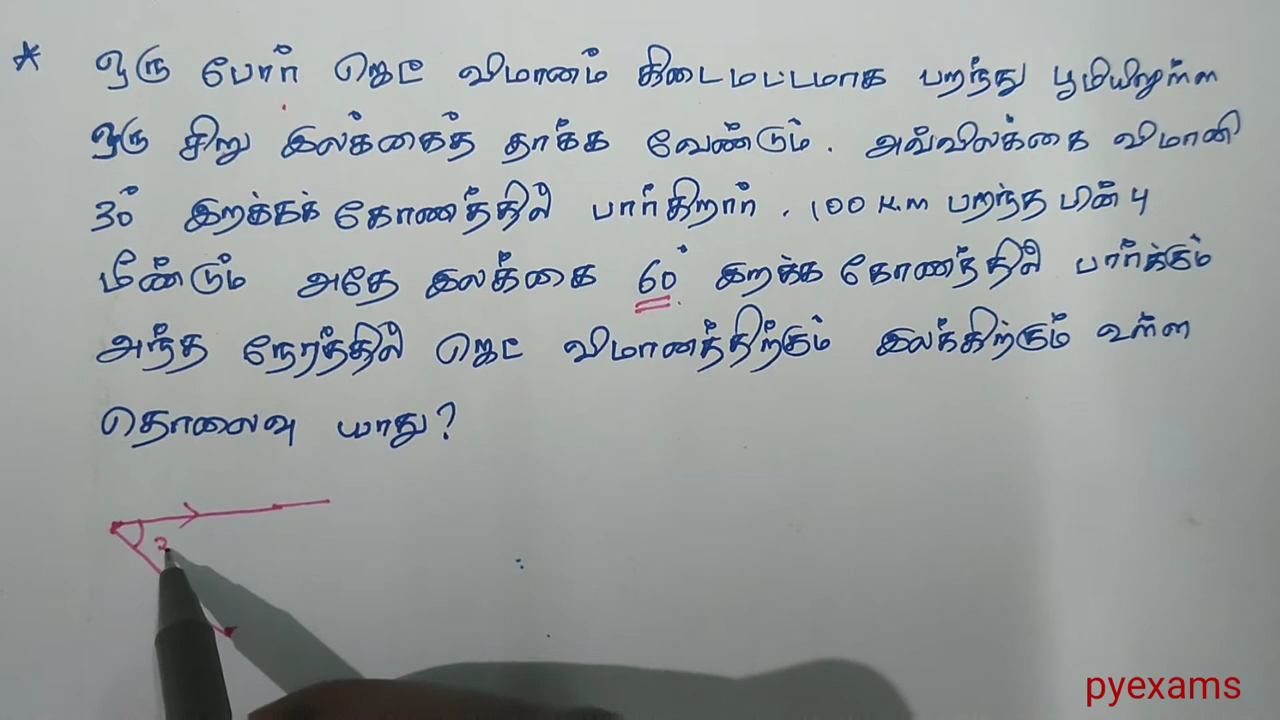 * ஒரு போர் ஜெட் விமானம் கிடைமட்டமாக பறந்து பூமியிலுள்ள
ஒரு சிறு இலக்கைத் தாக்க வேண்டும். அவ்விலக்கை விமானி
30° இறக்கக் கோணத்தில் பார்கிறார். 100 K.m பறந்த பின்பு
மீண்டும் அதே இலக்கை 60° இறக்க கோணத்தில் பார்க்கும்
அந்த நேரத்தில் ஜெட் விமானத்திற்கும் இலக்கிற்கும் உள்ள
தொலைவு யாது?
pyexams